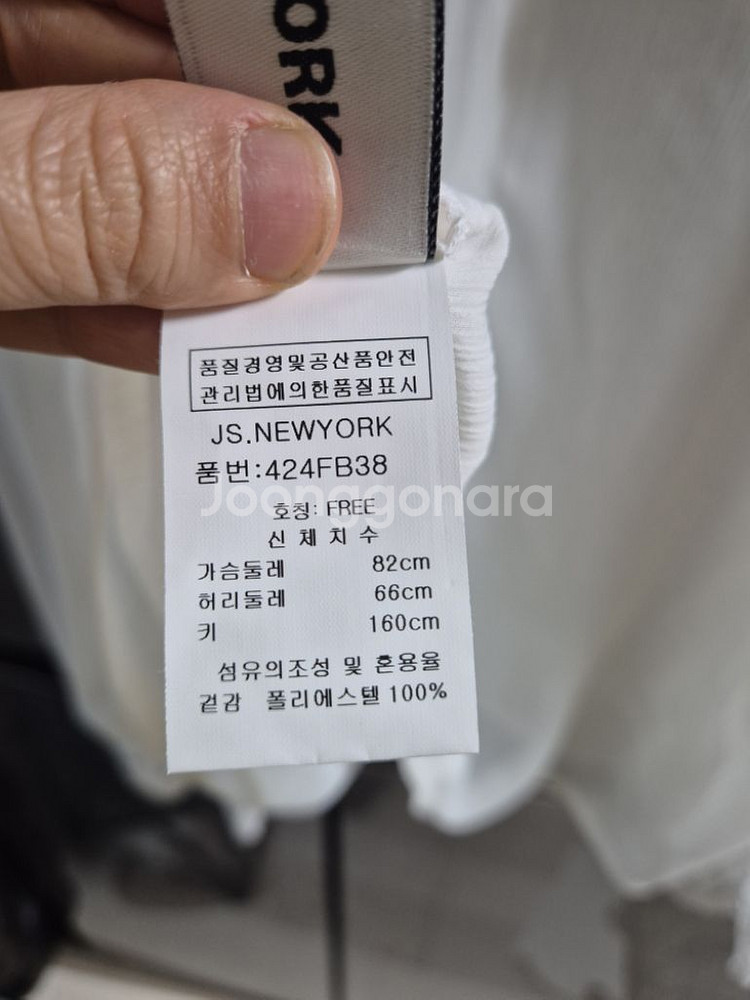 ORK
품질경영및공산품안전
관리법에의한품질표시
JS.NEWYORK
품번:424FB38
Joonggonara
호칭: FREE
신 체 치 수
가슴둘레 82cm
허리둘레 66cm
키 160cm
섬유의조성 및 혼용율
겉감 폴리에스텔 100%